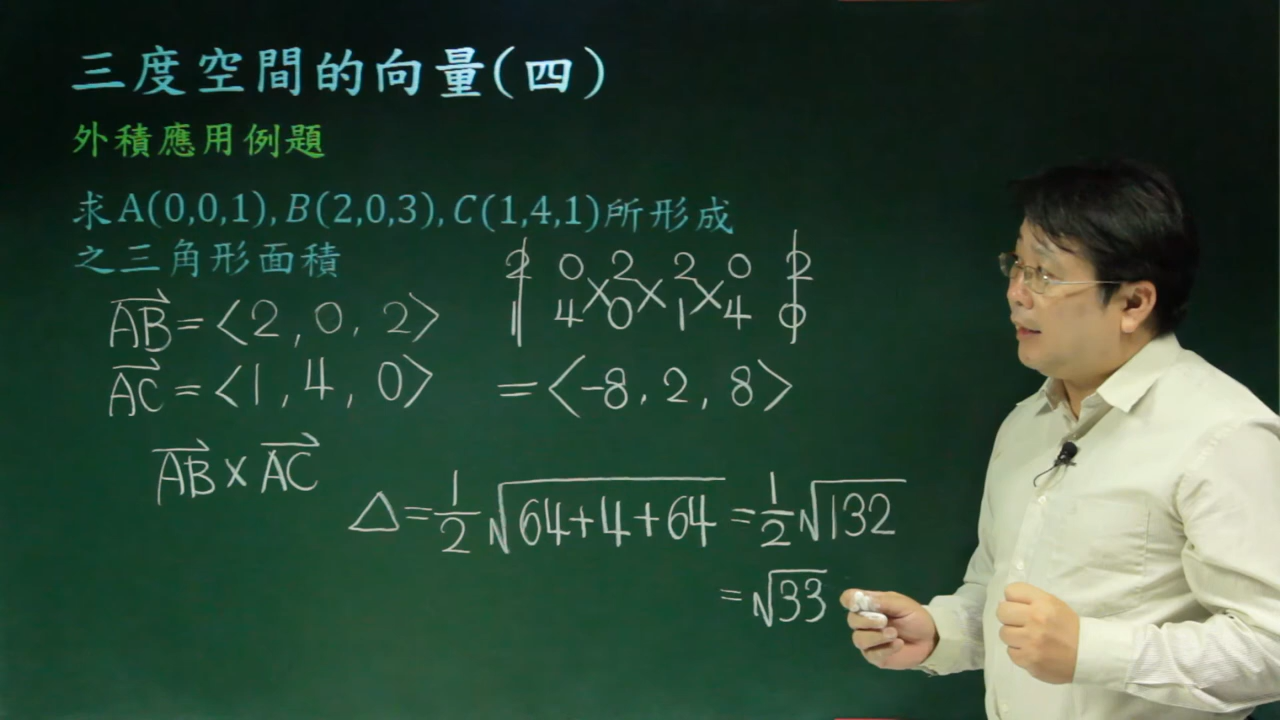 三度空間的向量(四)
外積應用例題
求A(0,0,1), B(2,0,3), C(1,4,1)所形成
之三角形面積
2 0 2 2 0 2
1 4 0 1 4 0
AB = ⟨2, 0, 2⟩
AC = ⟨1, 4, 0⟩
= ⟨-8, 2, 8⟩
AB × AC
△ = 1/2 √64+4+64 = 1/2 √132
= √33